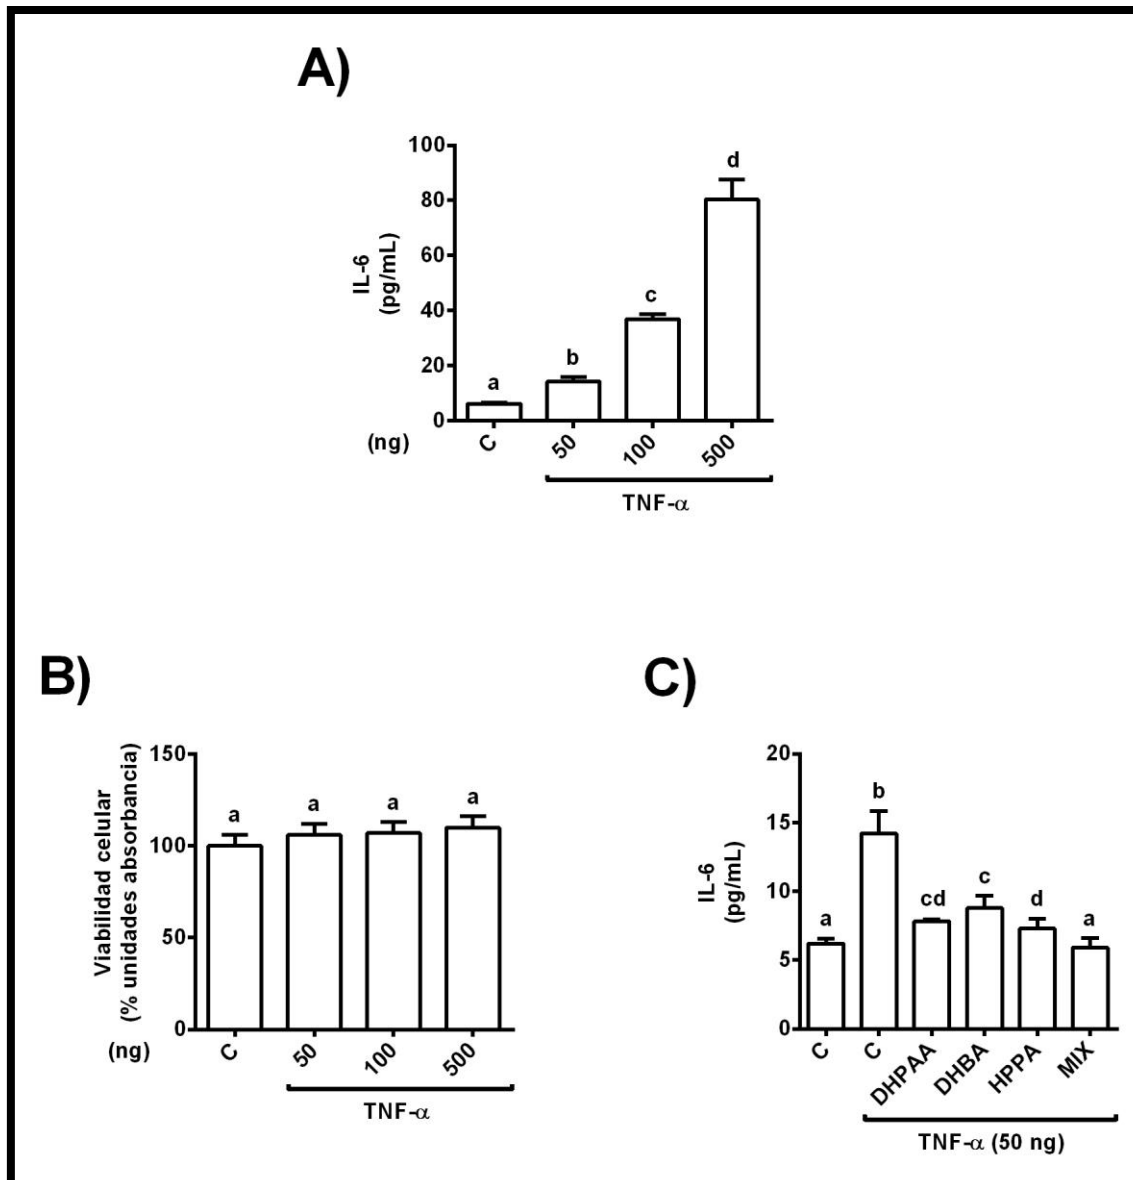 A)
100
80
60
40
20
0
IL-6
(pg/mL)
a
b
c
d
(ng)
C
50
100
500
TNF-α
B)
150
100
50
0
Viabilidad celular
(% unidades absorbancia)
a
a
a
a
(ng)
C
50
100
500
TNF-α
C)
20
15
10
5
0
IL-6
(pg/mL)
a
b
cd
c
d
a
C
C
DHPAA
DHBA
HPPA
MIX
TNF-α (50 ng)